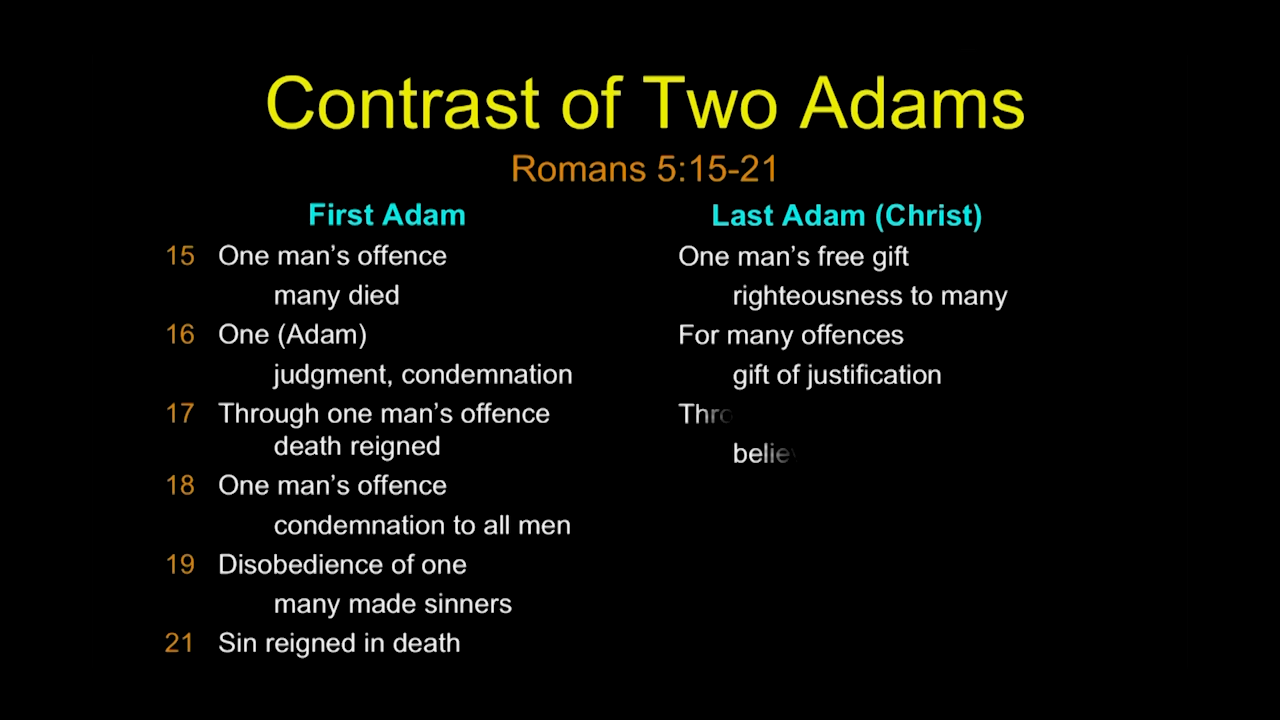 Contrast of Two Adams
Romans 5:15-21
First Adam Last Adam (Christ)
15 One man's offence One man's free gift
many died righteousness to many
16 One (Adam) For many offences
judgment, condemnation gift of justification
17 Through one man's offence
death reigned
18 One man's offence
condemnation to all men
19 Disobedience of one
many made sinners
21 Sin reigned in death